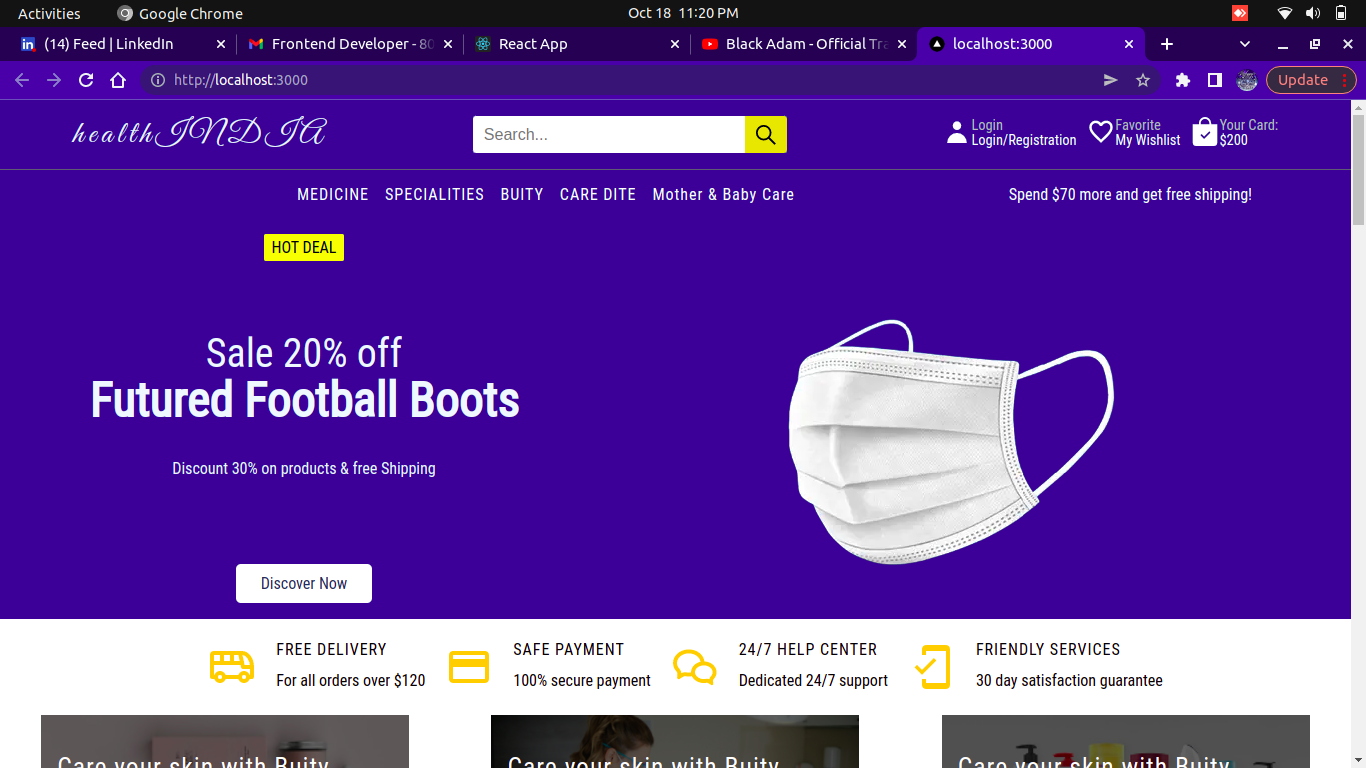 Activities
Google Chrome
Oct 18 11:20 PM
(14) Feed | LinkedIn
Frontend Developer - 80
React App
Black Adam - Official Tra
localhost:3000
http://localhost:3000
Update
healthINDIA
Search...
Login
Login/Registration
Favorite
My Wishlist
Your Card:
$200
MEDICINE SPECIALITIES BUITY CARE DITE Mother & Baby Care
Spend $70 more and get free shipping!
HOT DEAL
Sale 20% off
Futured Football Boots
Discount 30% on products & free Shipping
Discover Now
FREE DELIVERY
For all orders over $120
SAFE PAYMENT
100% secure payment
24/7 HELP CENTER
Dedicated 24/7 support
FRIENDLY SERVICES
30 day satisfaction guarantee
Care your skin with Buity
Care your skin with Buity
Care your skin with Buity